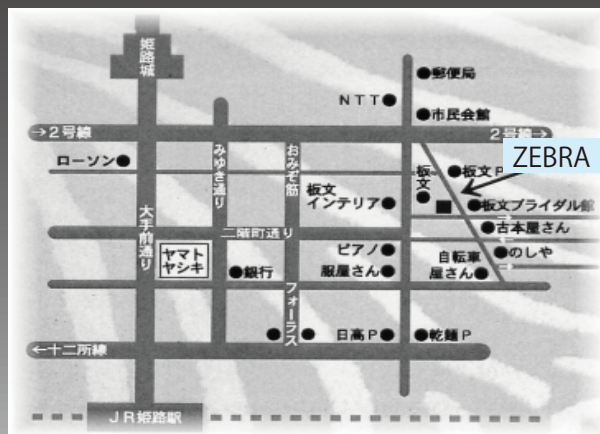 姫路城
●郵便局
NTT●
●市民会館
→2号線
2号線→
ZEBRA
ローソン●
みゆき通り
おみぞ筋
板文
●板文P
板文
インテリア●
●板文ブライダル館
大手前通り
二階町通り
●古本屋さん
ヤマト
ヤシキ
ピアノ●
服屋さん●
自転車
屋さん●
●のしや
●銀行
フォーラス
日高P●
●乾麺P
←十二所線
JR姫路駅